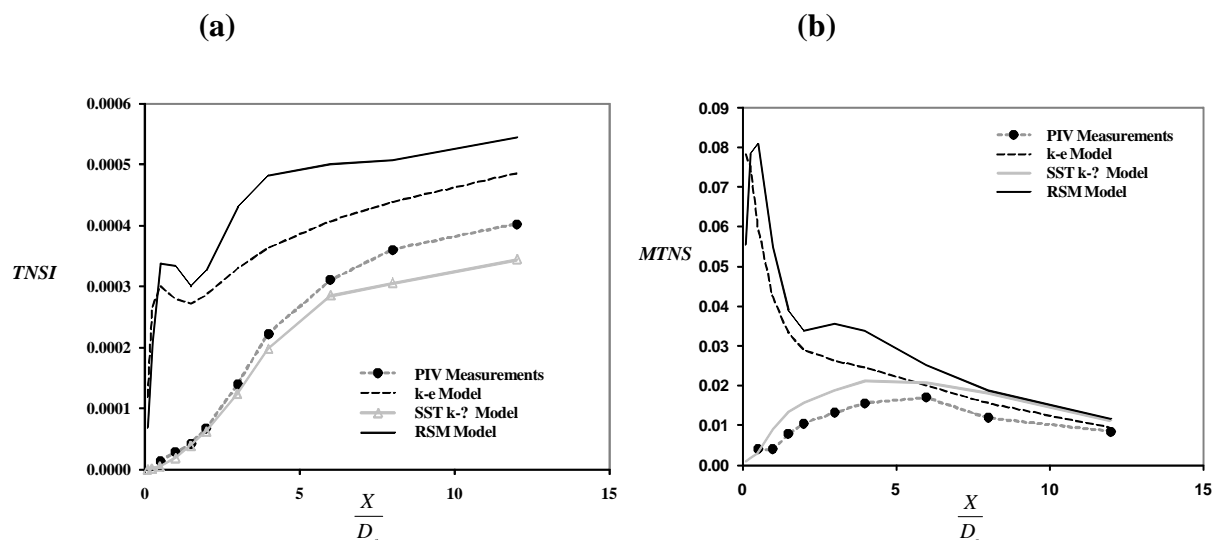 (a)
0.0006
0.0005
0.0004
0.0003
0.0002
0.0001
0.0000
TNSI
PIV Measurements
k-e Model
SST k-? Model
RSM Model
0
5
10
15
X
D
(b)
0.09
0.08
0.07
0.06
0.05
0.04
0.03
0.02
0.01
0.00
MTNS
PIV Measurements
k-e Model
SST k-? Model
RSM Model
0
5
10
15
X
D